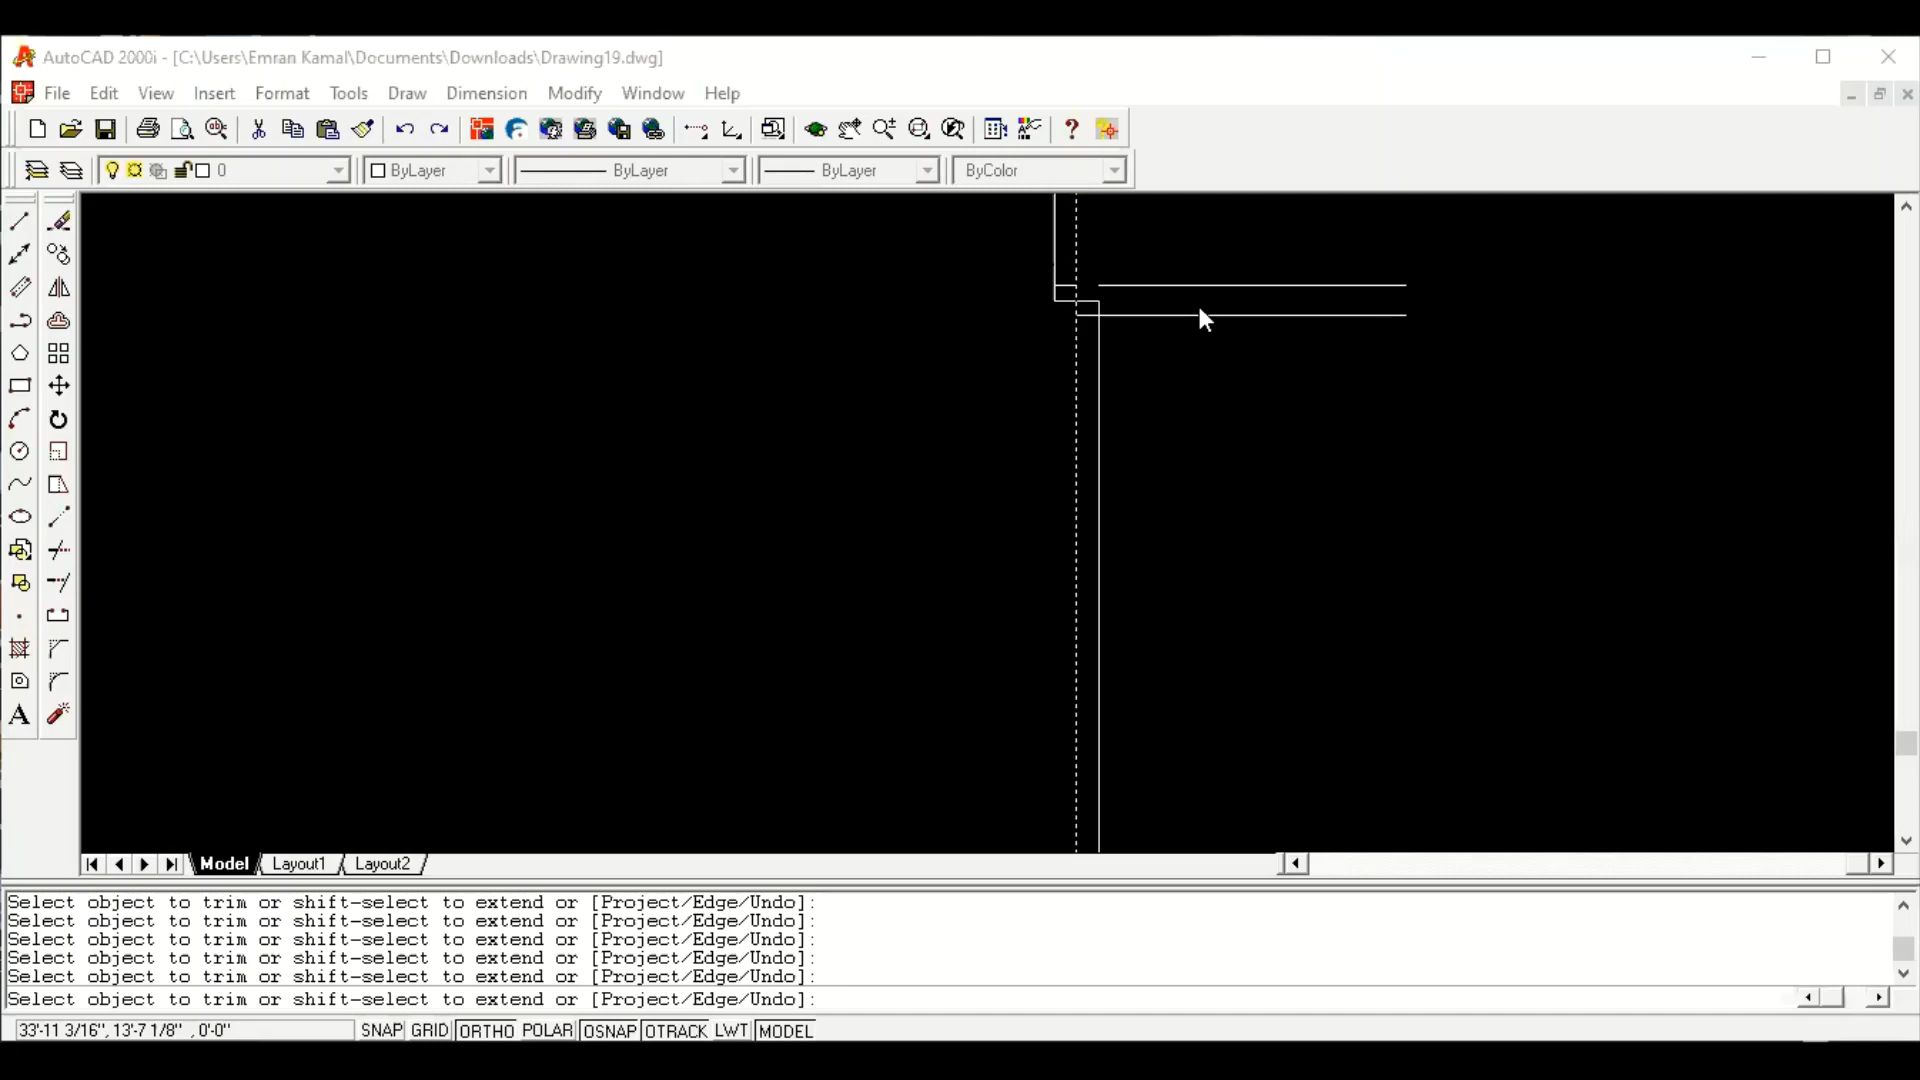 AutoCAD 2000i - [C:\Users\Emran Kamal\Documents\Downloads\Drawing19.dwg]
File Edit View Insert Format Tools Draw Dimension Modify Window Help
0 ByLayer ByLayer ByLayer ByColor
A
Model Layout1 Layout2
Select object to trim or shift-select to extend or [Project/Edge/Undo]:
Select object to trim or shift-select to extend or [Project/Edge/Undo]:
Select object to trim or shift-select to extend or [Project/Edge/Undo]:
Select object to trim or shift-select to extend or [Project/Edge/Undo]:
Select object to trim or shift-select to extend or [Project/Edge/Undo]:
Select object to trim or shift-select to extend or [Project/Edge/Undo]:
33'-11 3/16", 13'-7 1/8" , 0'-0" SNAP GRID ORTHO POLAR OSNAP OTRACK LWT MODEL